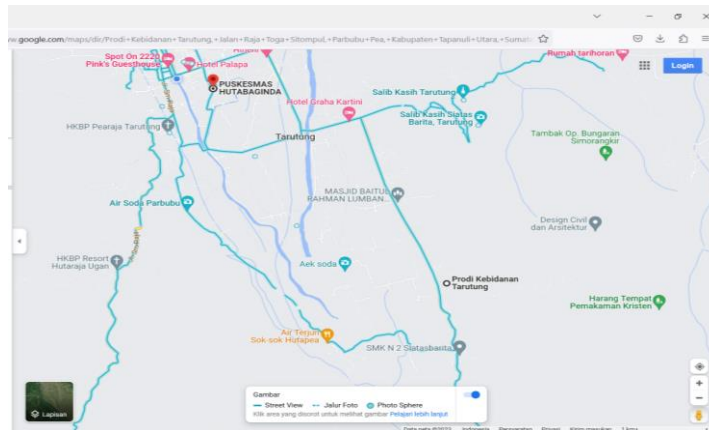 w.google.com/maps/dir/Prodi+Kebidanan+Tarutung,+Jalan+Raja+Toga+Sitompul,+Parbubu+Pea,+Kabupaten+Tapanuli+Utara,+Sumat
Login
Spot On 2220
Pink's Guesthouse
Hotel Palapa
PUSKESMAS
HUTABAGINDA
Rumah tarihoran
Salib Kasih Tarutung
Hotel Graha Kartini
Salib Kasih Siatas
Barita, Tarutung
HKBP Pearaja Tarutung
Tarutung
Tambak Op. Bungaran
Simorangkir
MASJID BAITUL
RAHMAN LUMBAN...
Air Soda Parbubu
Design Civil
dan Arsitektur
HKBP Resort
Hutaraja Ugan
Aek soda
Prodi Kebidanan
Tarutung
Harang Tempat
Pemakaman Kristen
Air Terjun
Sok-sok Hutapea
SMK N 2 Siatasbarita
Lapisan
Gambar
Street View
Jalur Foto
Photo Sphere
Klik area yang disorot untuk melihat gambar Pelajari lebih lanjut